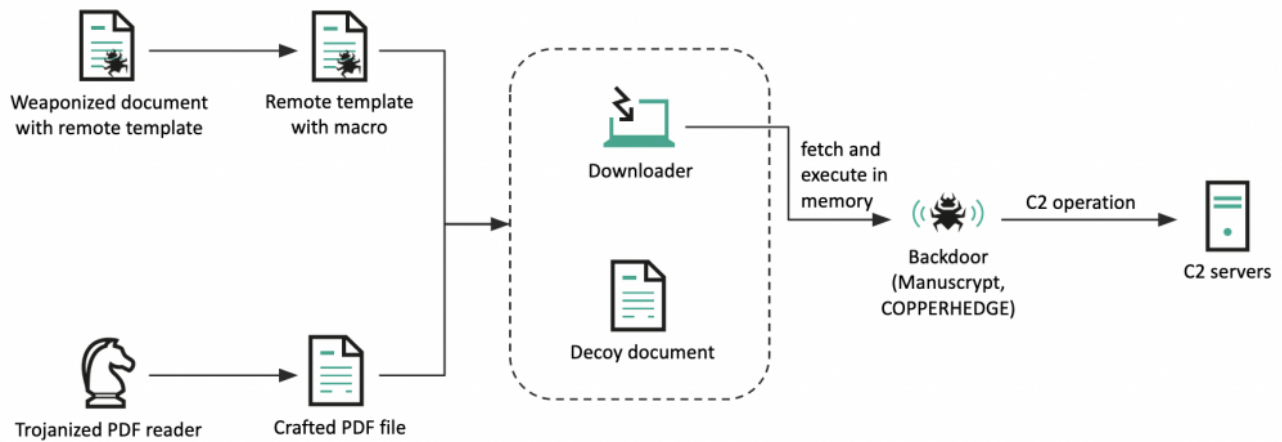 Weaponized document
with remote template
Remote template
with macro
Downloader
fetch and
execute in
memory
Decoy document
Backdoor
(Manuscrypt,
COPPERHEDGE)
C2 operation
C2 servers
Trojanized PDF reader
Crafted PDF file